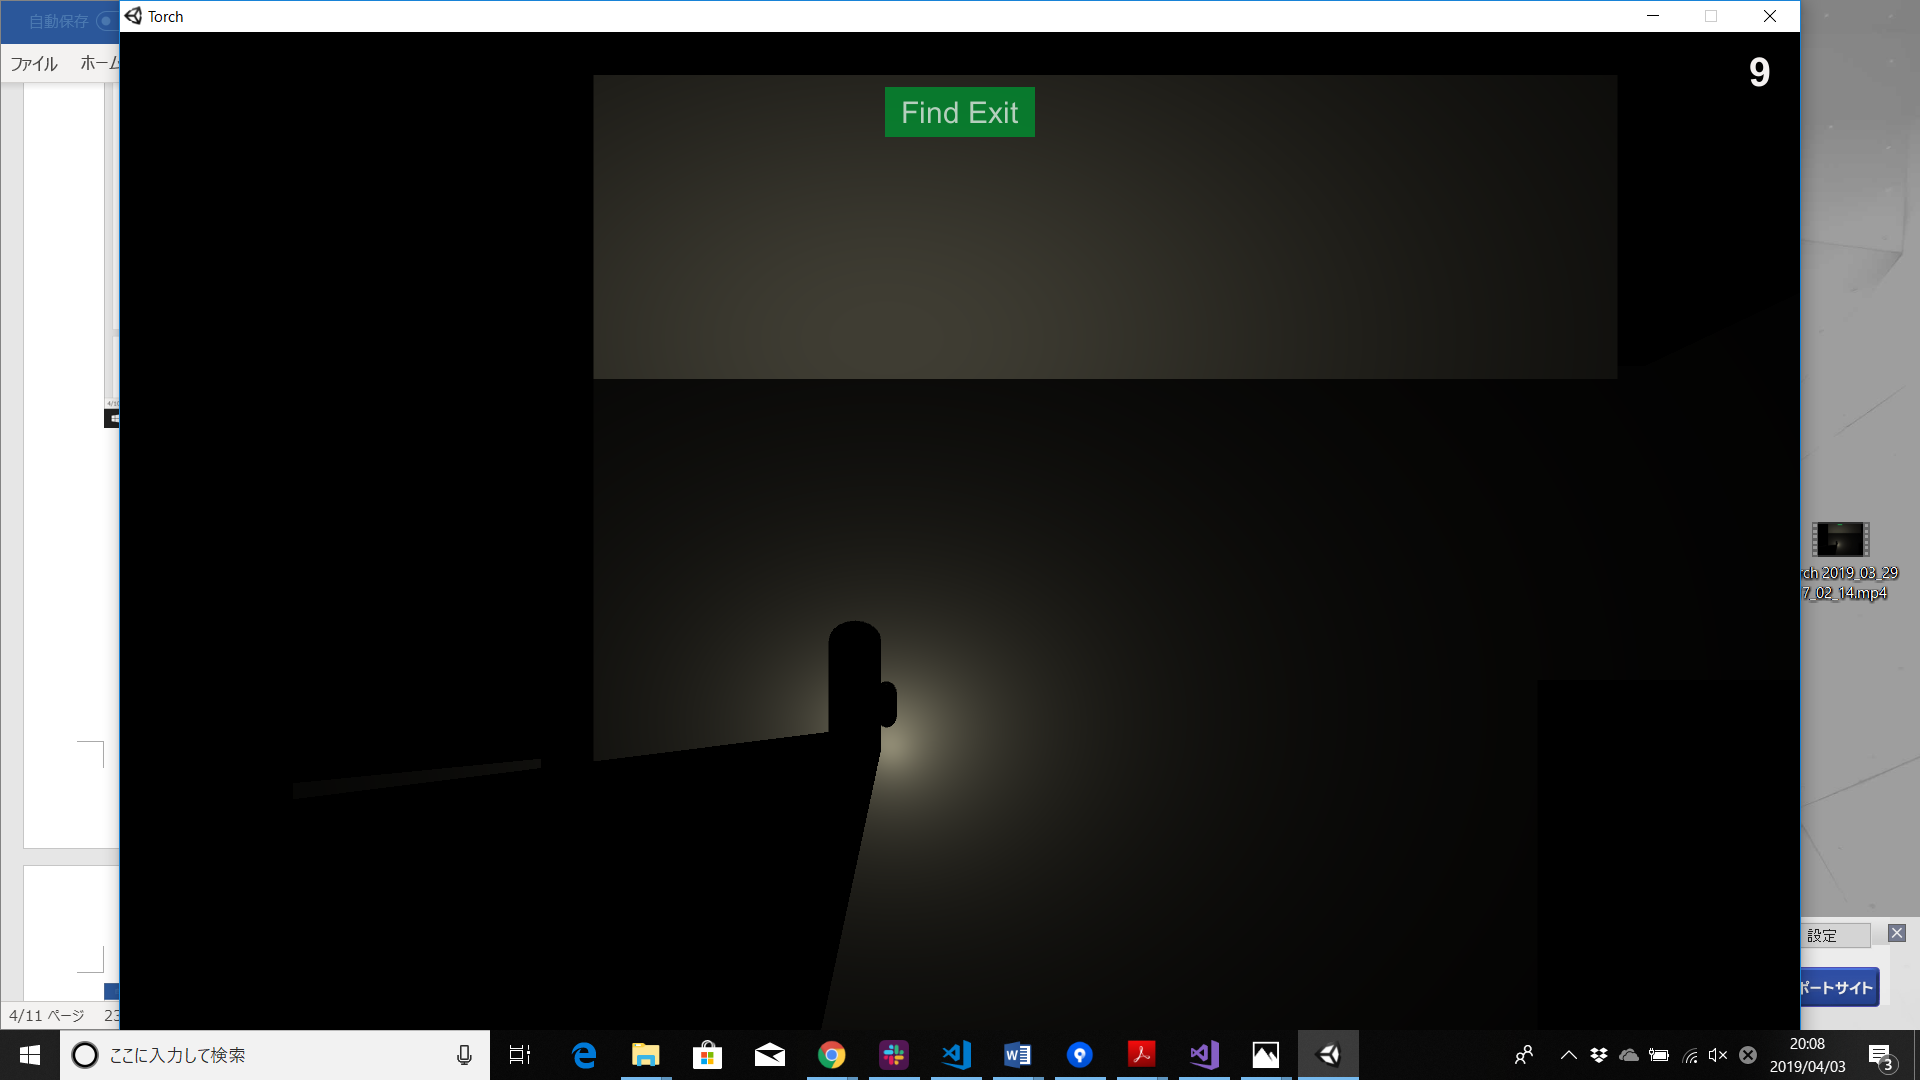 自動保存
Torch
ファイル ホーム
9
Find Exit
rch 2019_03_29
7_02_14.mp4
設定
ポートサイト
4/11 ページ 23
ここに入力して検索
20:08
2019/04/03
3